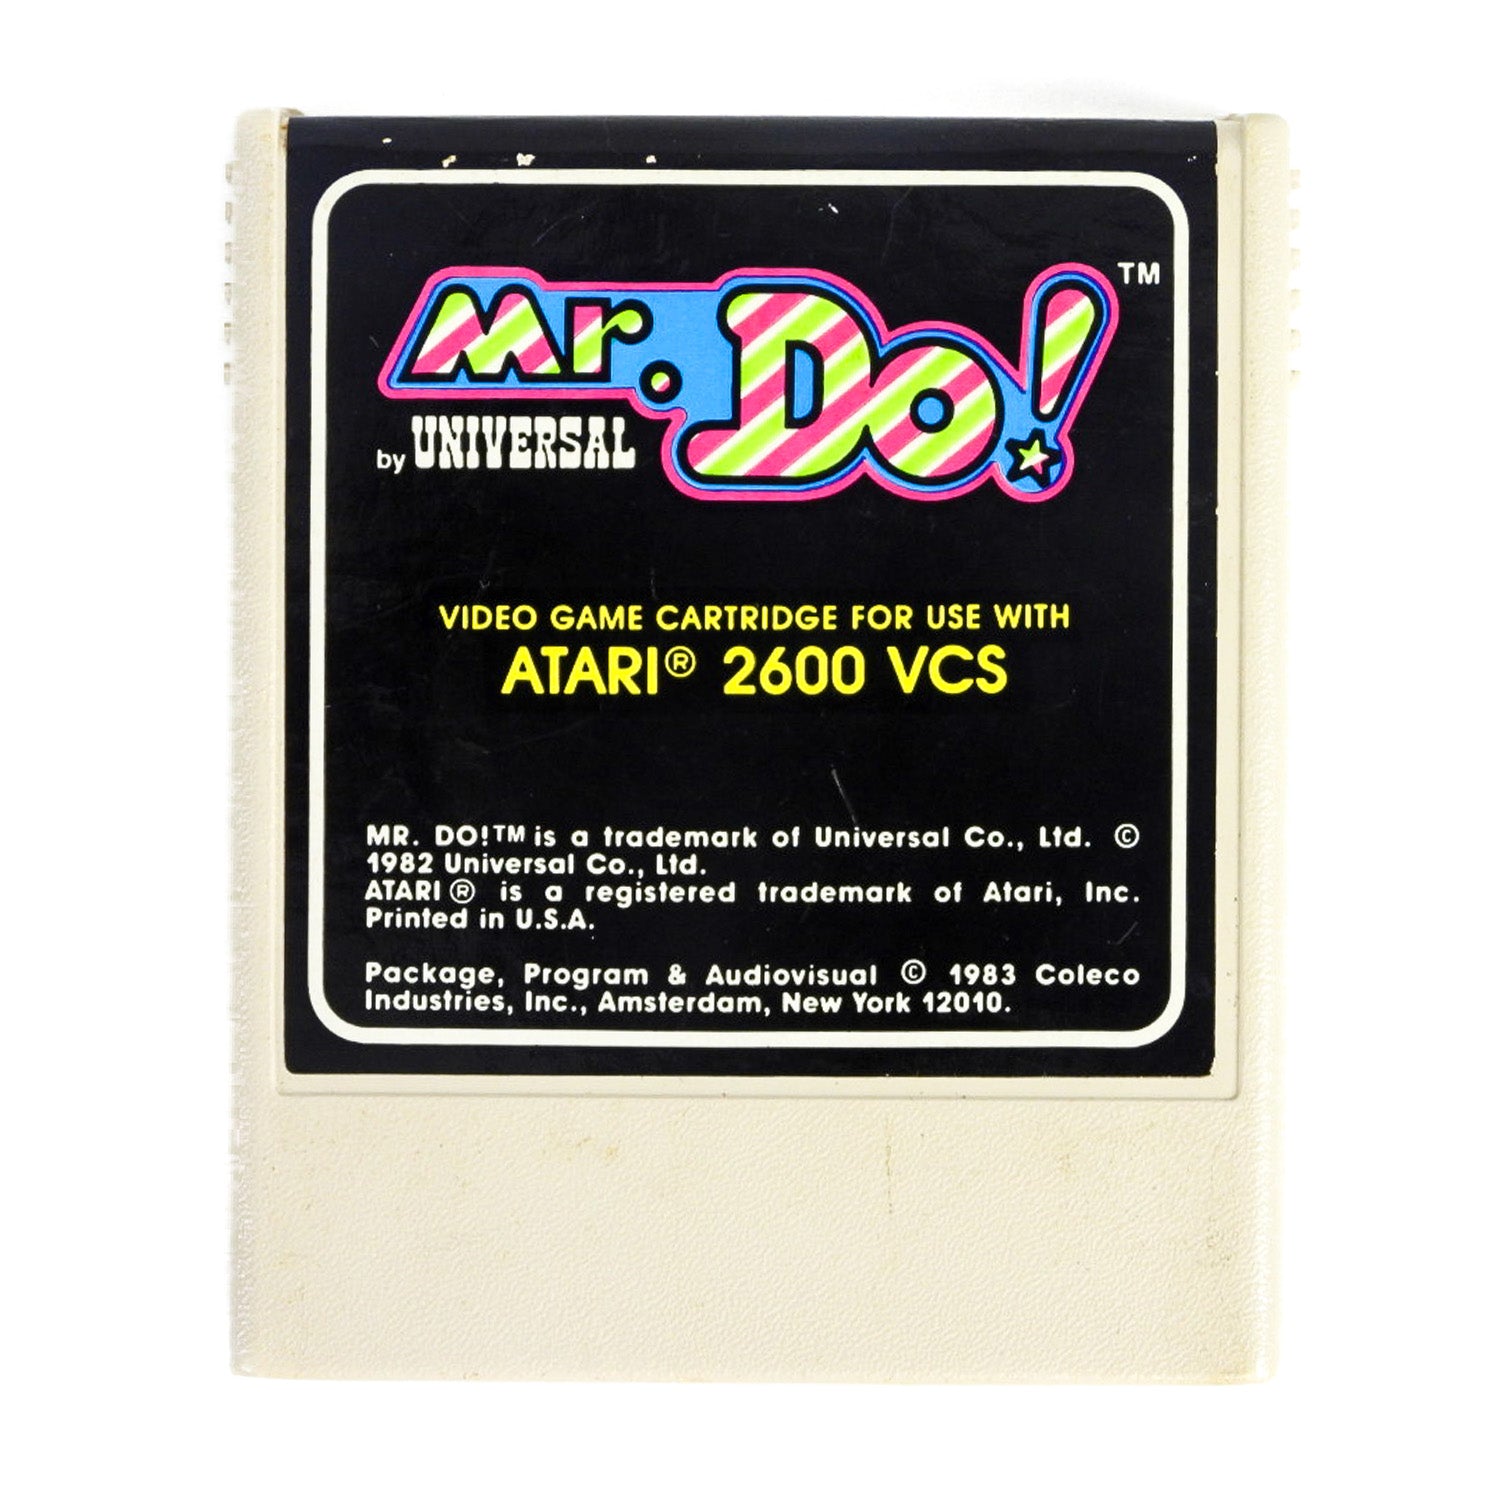 Mr. Do! TM
by UNIVERSAL
VIDEO GAME CARTRIDGE FOR USE WITH
ATARI® 2600 VCS
MR. DO!TM is a trademark of Universal Co., Ltd. ©
1982 Universal Co., Ltd.
ATARI® is a registered trademark of Atari, Inc.
Printed in U.S.A.
Package, Program & Audiovisual © 1983 Coleco
Industries, Inc., Amsterdam, New York 12010.